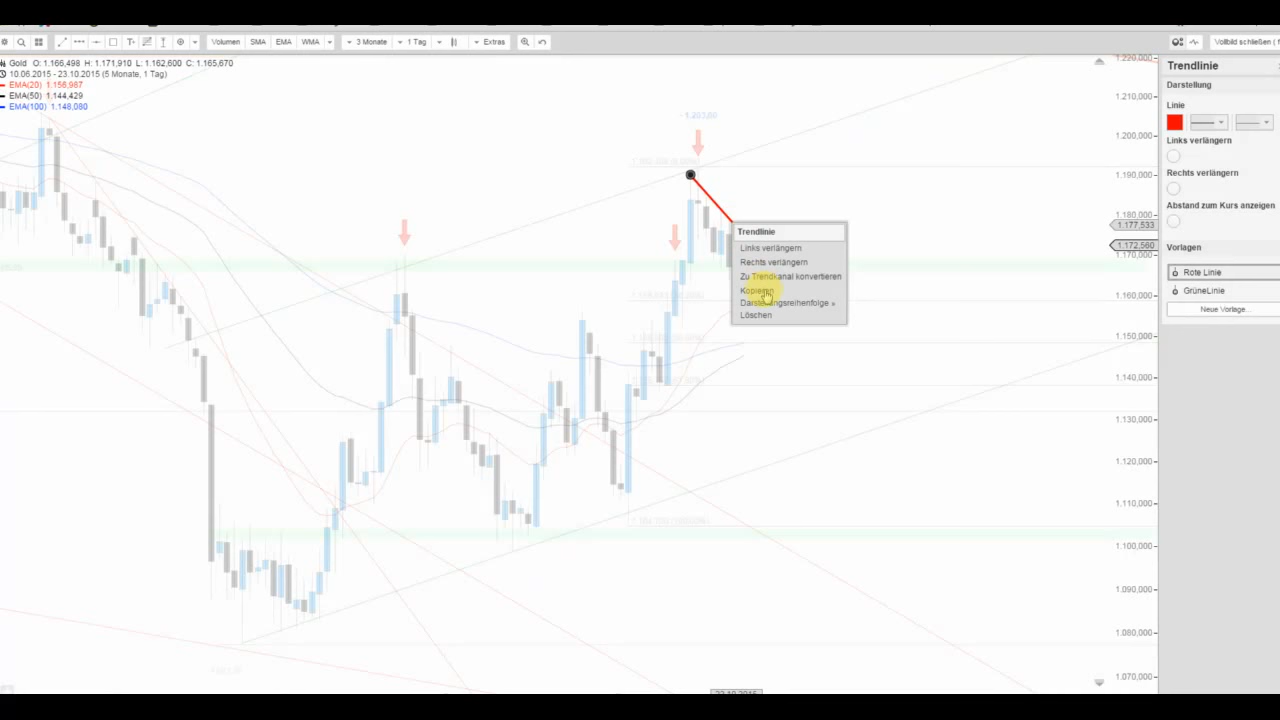 Volumen SMA EMA WMA 3 Monate 1 Tag Extras Vollbild schließen (
Gold O: 1.166,498 H: 1.171,910 L: 1.162,600 C: 1.165,670
10.06.2015 - 23.10.2015 (5 Monate, 1 Tag)
EMA(20) 1.156,987
EMA(50) 1.144,429
EMA(100) 1.148,080
1.203,60
Trendlinie
Links verlängern
Rechts verlängern
Zu Trendkanal konvertieren
Kopieren
Darstellungsreihenfolge »
Löschen
1.220,000
1.210,000
1.200,000
1.190,000
1.180,000
1.177,533
1.172,560
1.170,000
1.160,000
1.150,000
1.140,000
1.130,000
1.120,000
1.110,000
1.100,000
1.090,000
1.080,000
1.070,000
Trendlinie
Darstellung
Linie
Links verlängern
Rechts verlängern
Abstand zum Kurs anzeigen
Vorlagen
Rote Linie
GrüneLinie
Neue Vorlage...